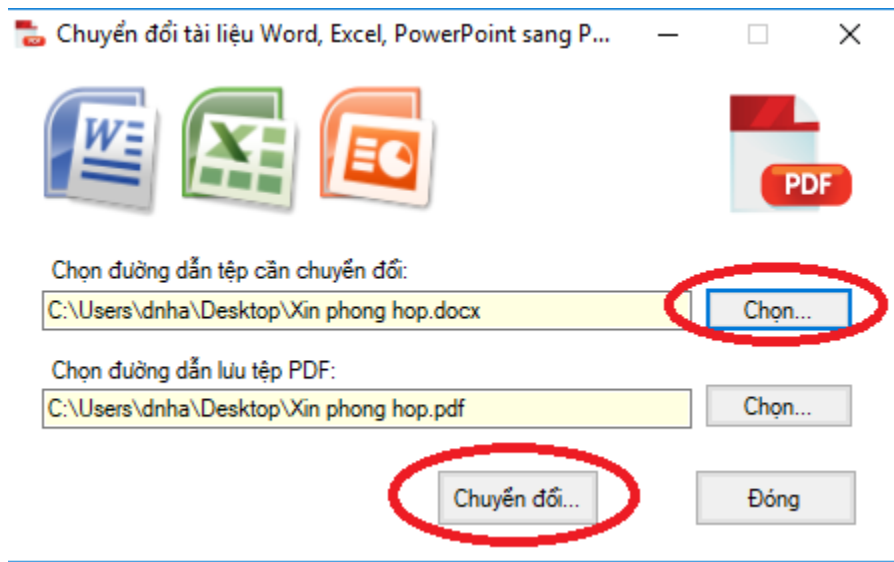 Chuyển đổi tài liệu Word, Excel, PowerPoint sang P...
W
X
PDF
Chọn đường dẫn tệp cần chuyển đổi:
C:\Users\dnha\Desktop\Xin phong hop.docx
Chọn...
Chọn đường dẫn lưu tệp PDF:
C:\Users\dnha\Desktop\Xin phong hop.pdf
Chọn...
Chuyển đổi...
Đóng